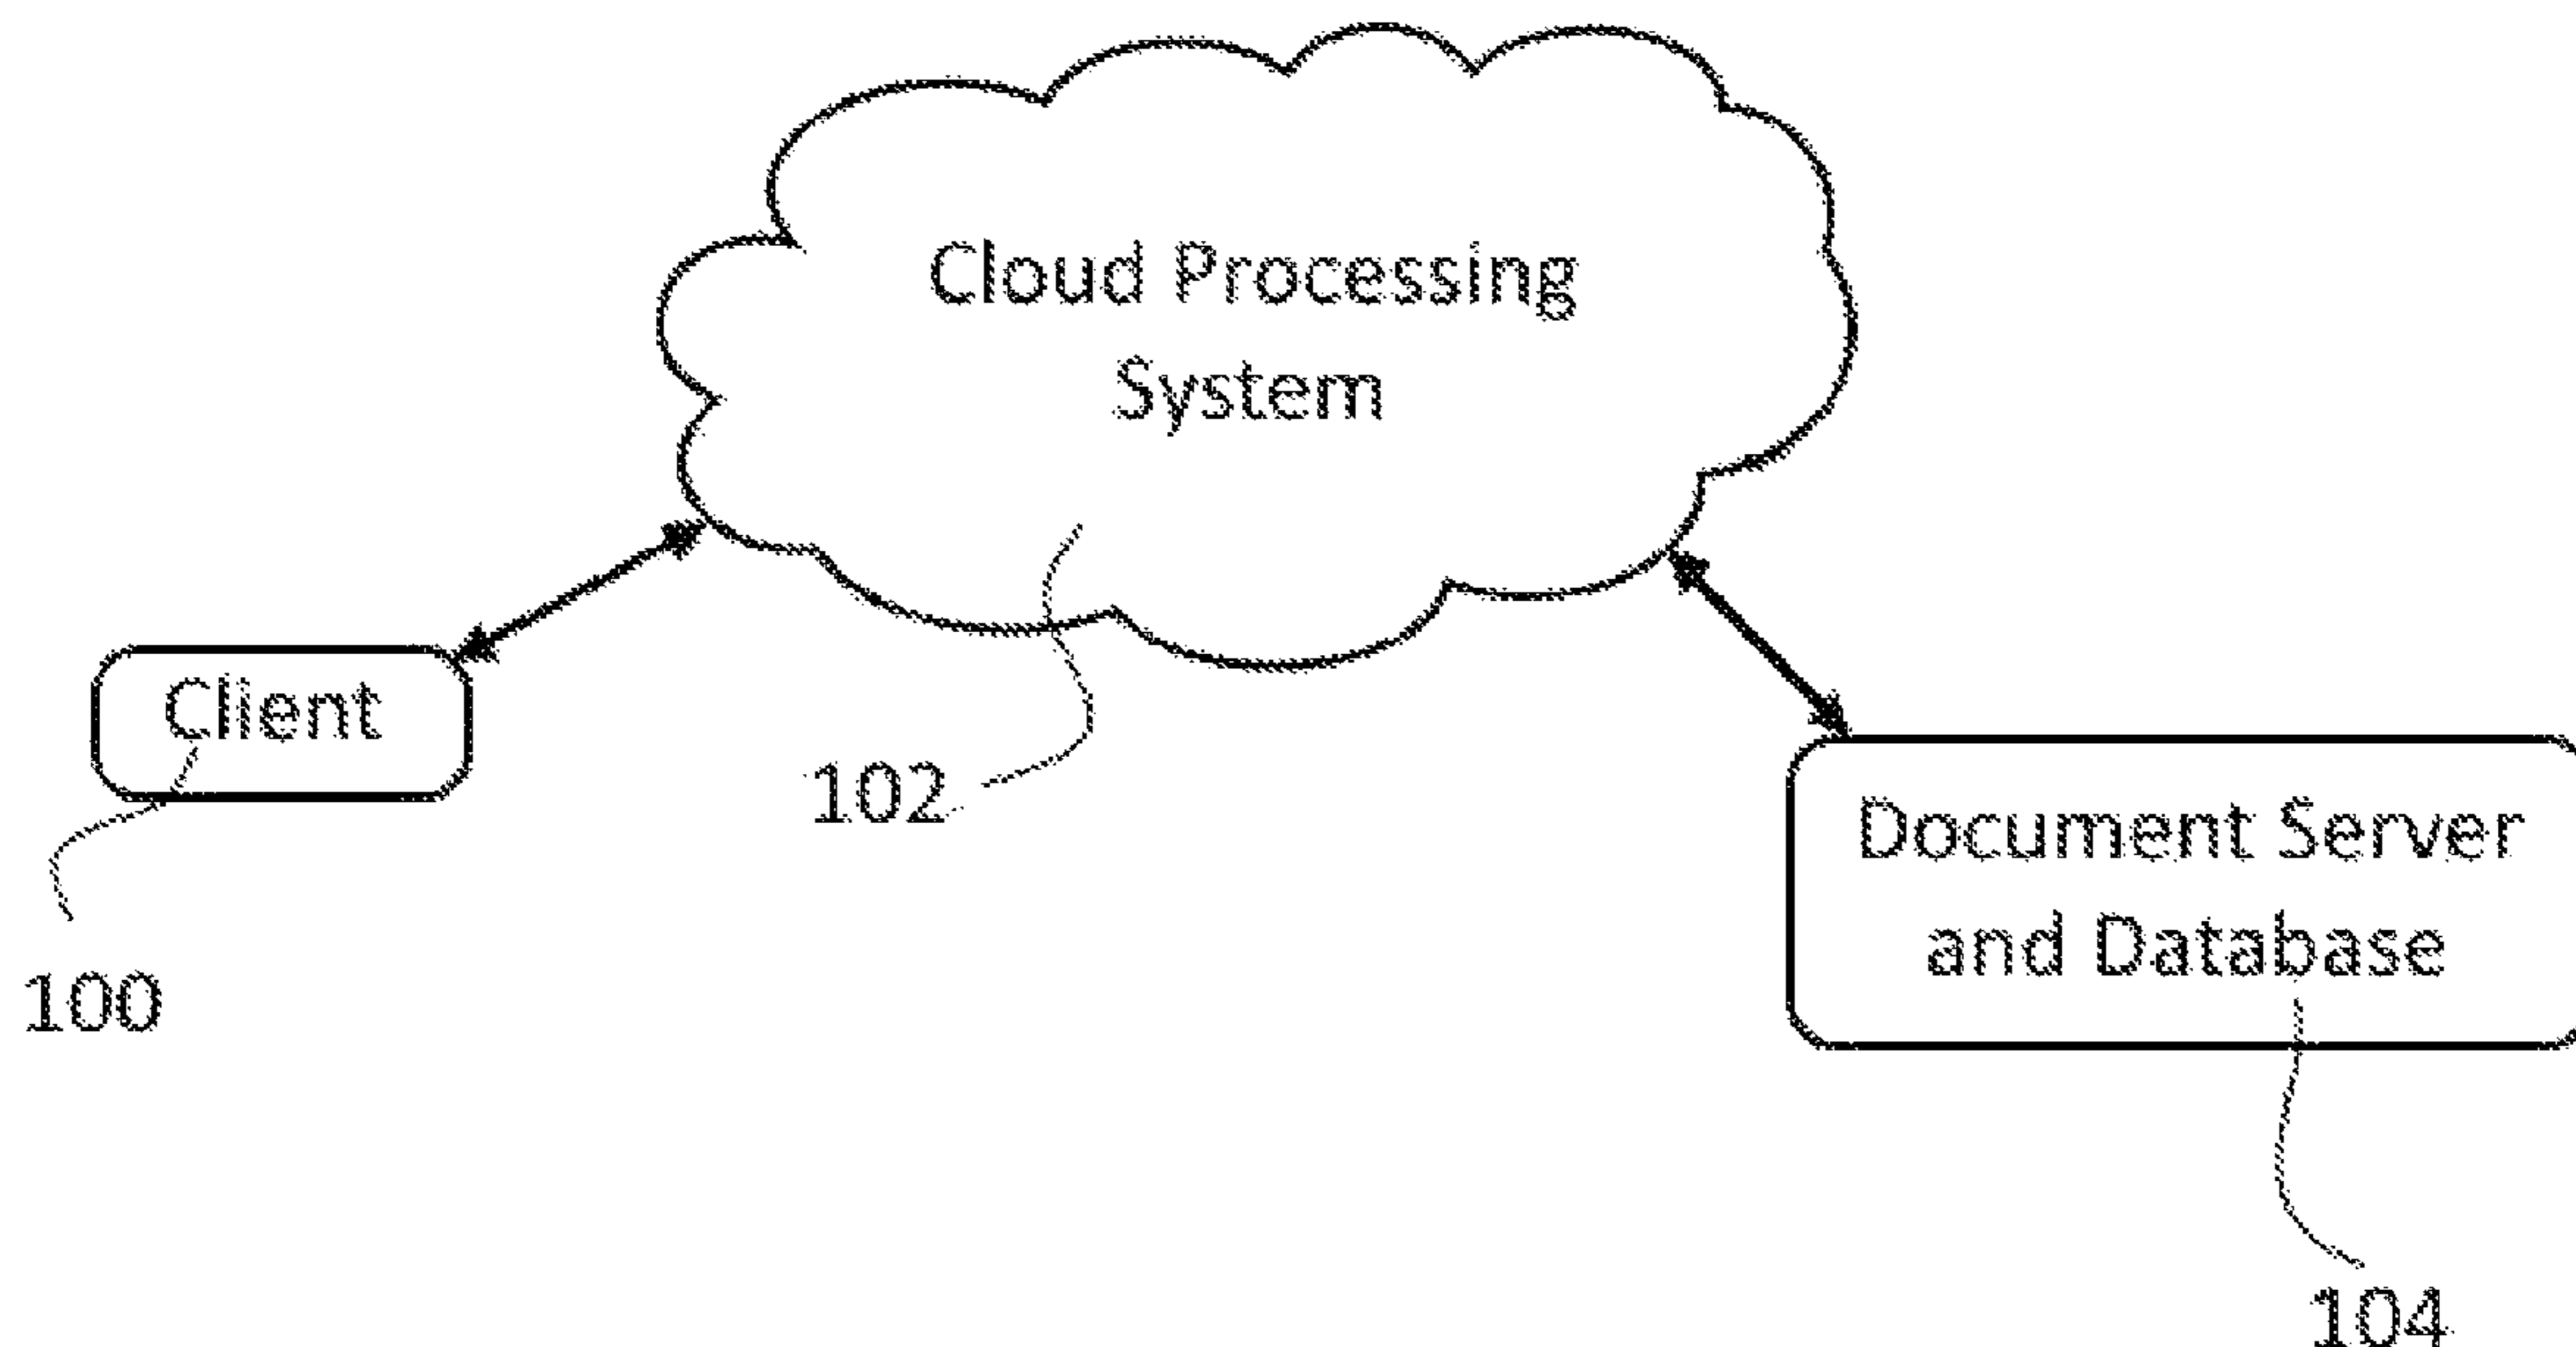 Cloud Processing
System
Client
102
Document Server
and Database
100
104